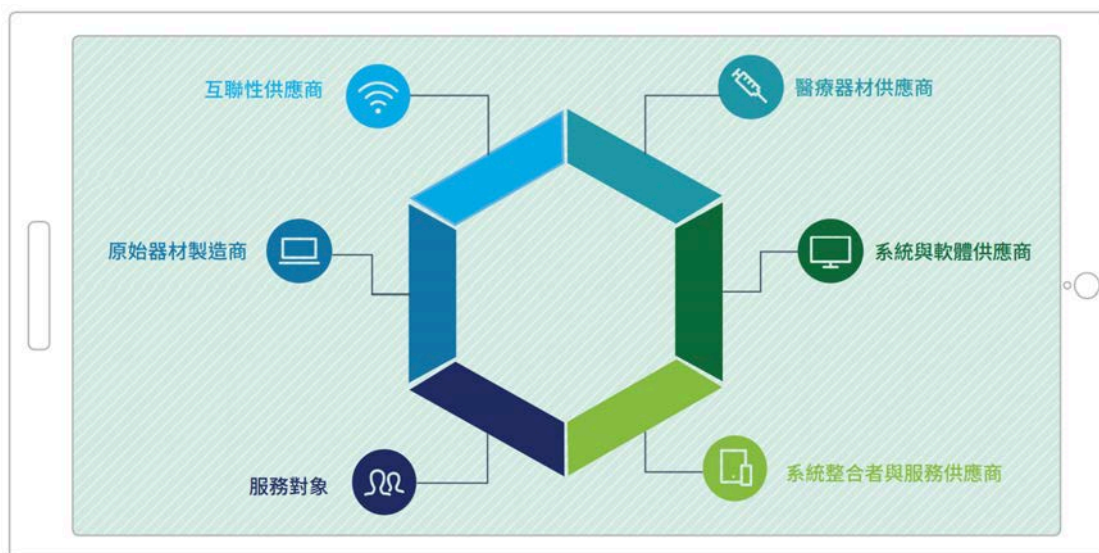 互聯性供應商
醫療器材供應商
原始器材製造商
系統與軟體供應商
服務對象
系統整合者與服務供應商